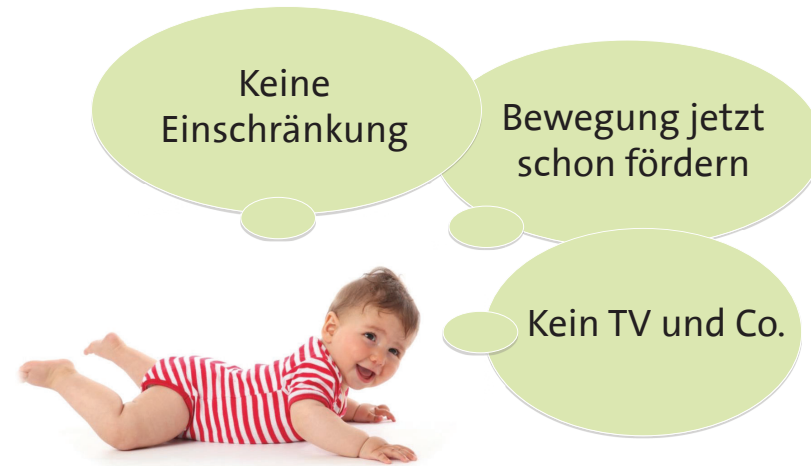 Keine
Einschränkung
Bewegung jetzt
schon fördern
Kein TV und Co.